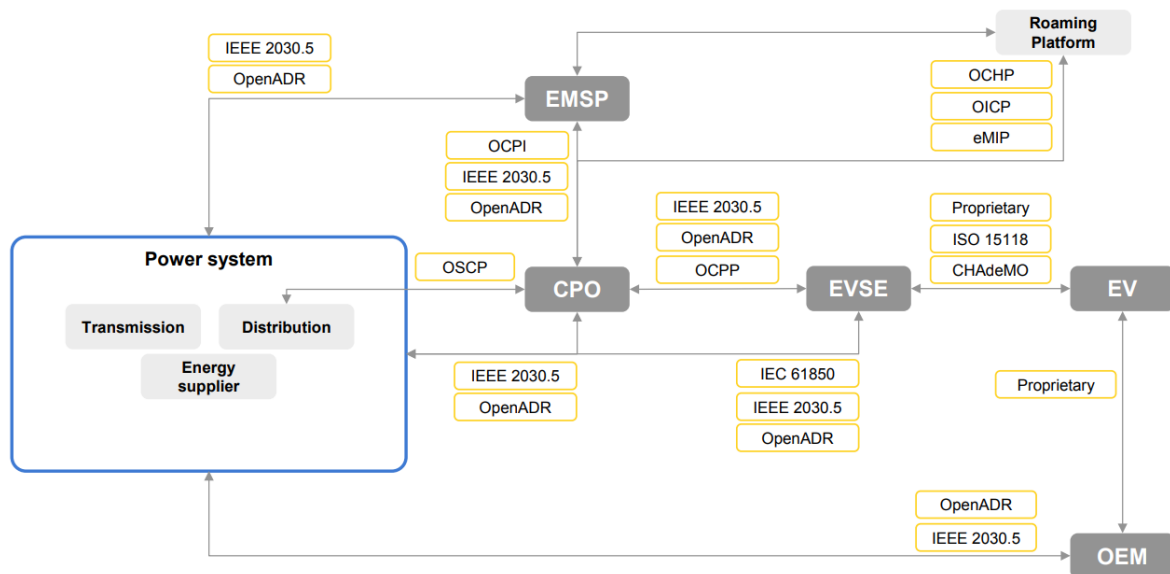 Roaming
Platform
IEEE 2030.5
OpenADR
EMSP
OCHP
OICP
eMIP
OCPI
IEEE 2030.5
OpenADR
IEEE 2030.5
OpenADR
OCPP
Proprietary
ISO 15118
CHAdeMO
Power system
OSCP
CPO
EVSE
EV
Transmission
Distribution
Energy
supplier
IEEE 2030.5
OpenADR
IEC 61850
IEEE 2030.5
OpenADR
Proprietary
OpenADR
IEEE 2030.5
OEM